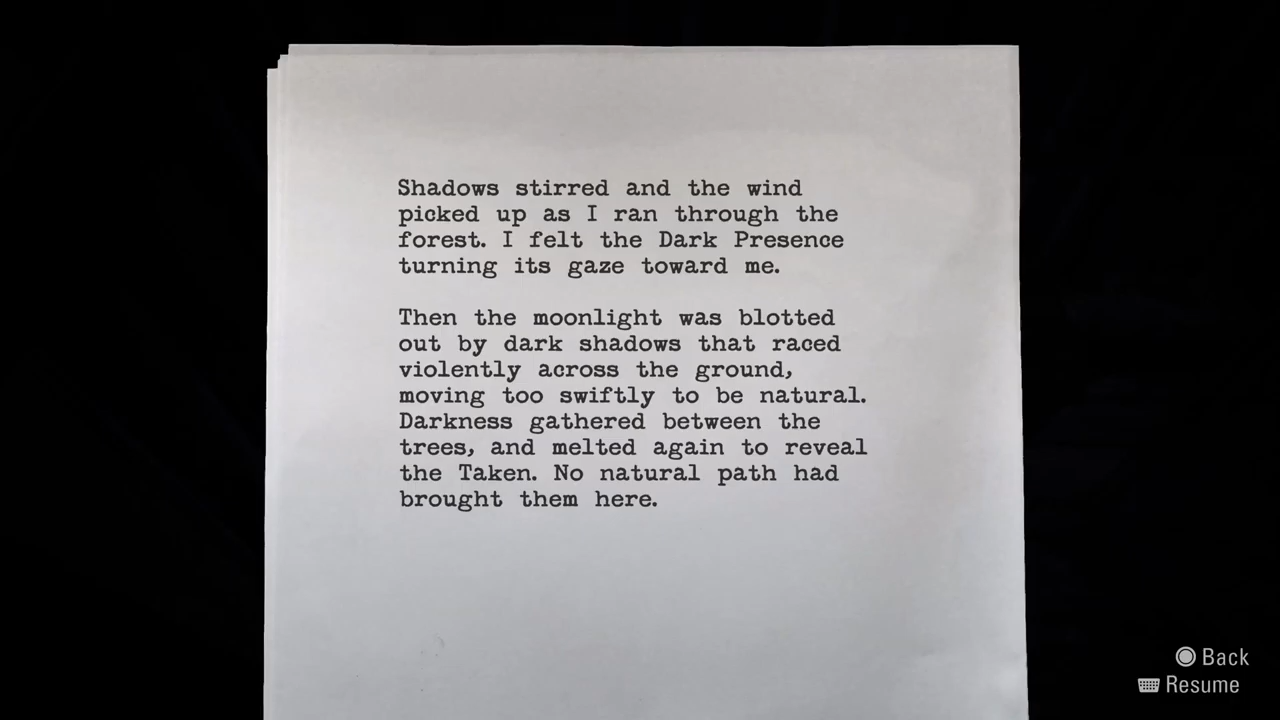 Shadows stirred and the wind
picked up as I ran through the
forest. I felt the Dark Presence
turning its gaze toward me.
Then the moonlight was blotted
out by dark shadows that raced
violently across the ground,
moving too swiftly to be natural.
Darkness gathered between the
trees, and melted again to reveal
the Taken. No natural path had
brought them here.
Back
Resume